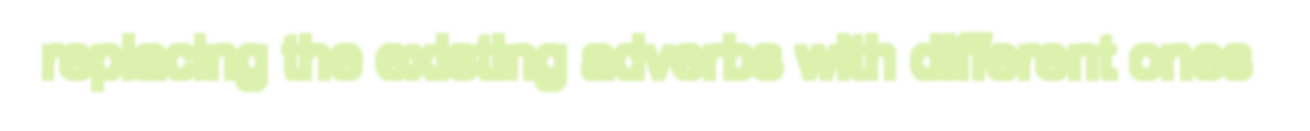 replacing the existing adverbs with different ones